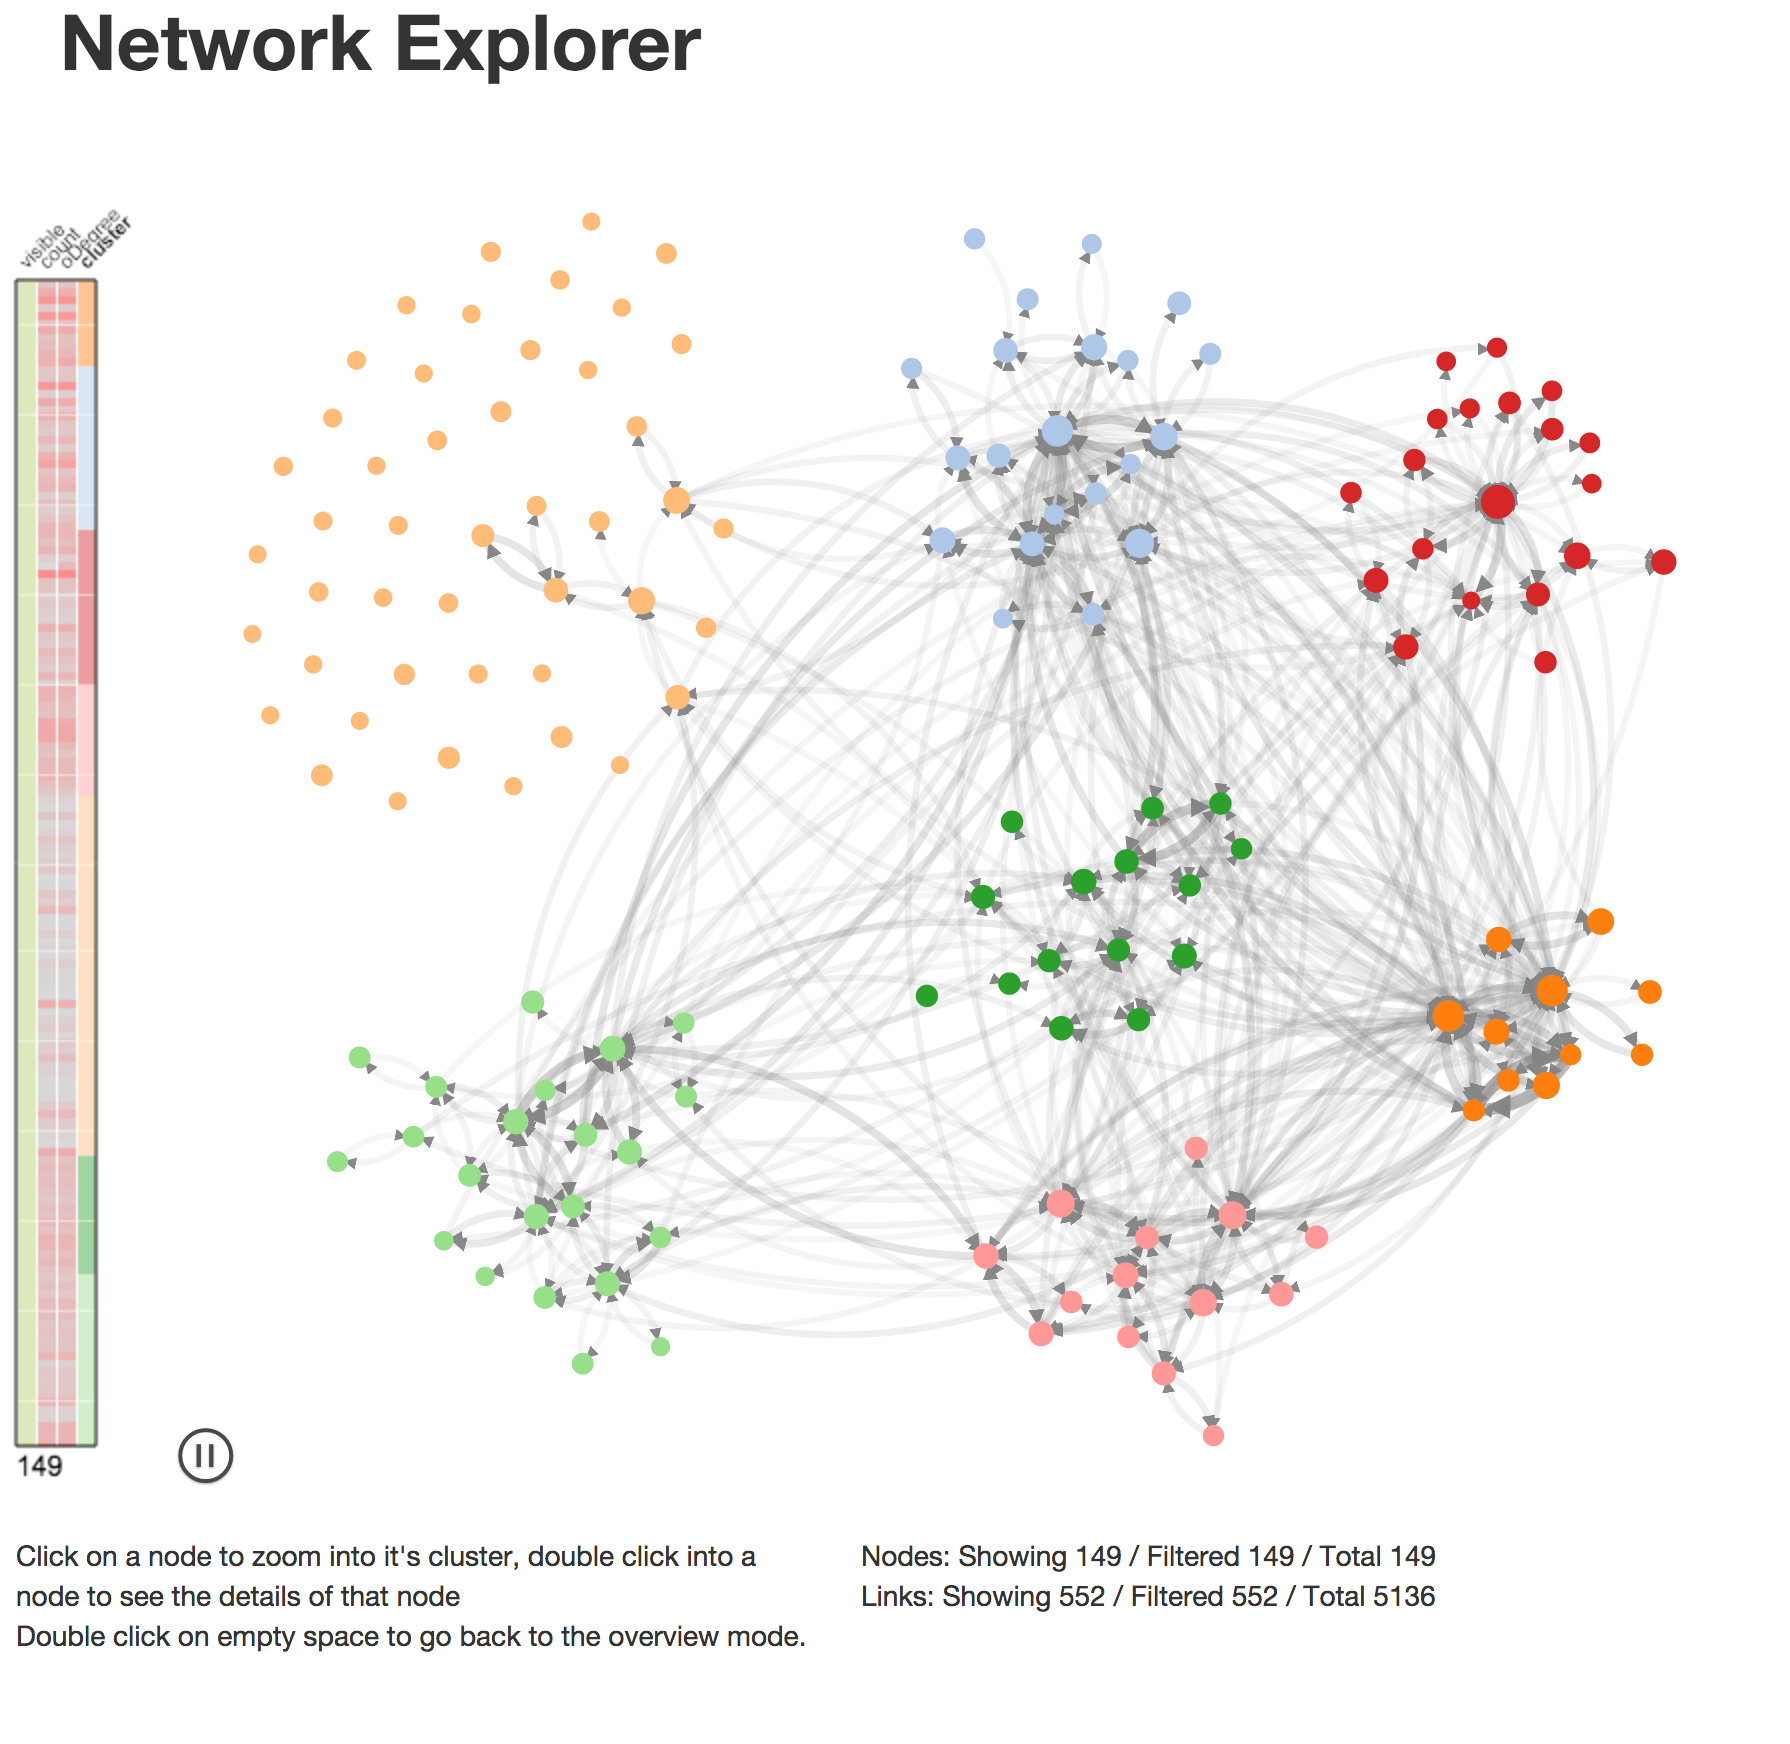 Network Explorer
visible
count
oDegree
cluster
149
Click on a node to zoom into it's cluster, double click into a
node to see the details of that node
Double click on empty space to go back to the overview mode.
Nodes: Showing 149 / Filtered 149 / Total 149
Links: Showing 552 / Filtered 552 / Total 5136